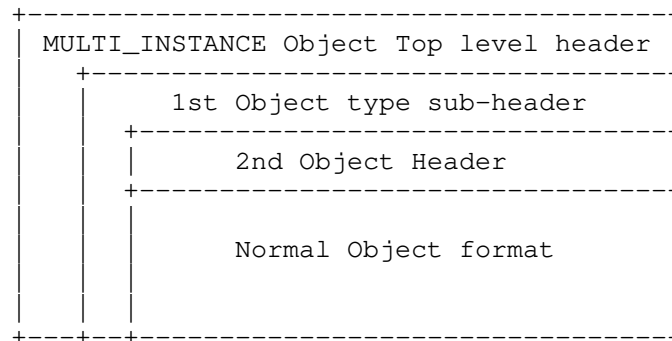 MULTI_INSTANCE Object Top level header
1st Object type sub-header
2nd Object Header
Normal Object format